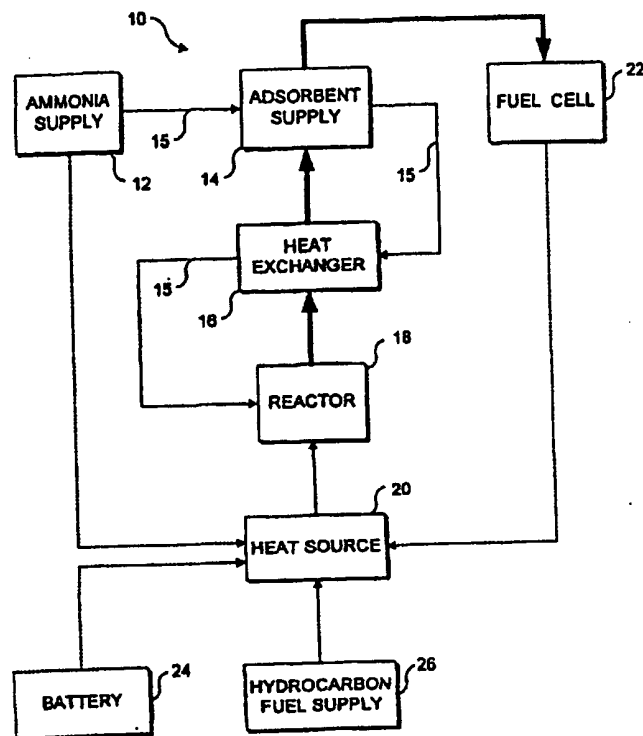 10
AMMONIA
SUPPLY
12
15
ADSORBENT
SUPPLY
14
15
FUEL CELL
22
HEAT
EXCHANGER
16
15
REACTOR
18
HEAT SOURCE
20
BATTERY
24
HYDROCARBON
FUEL SUPPLY
26